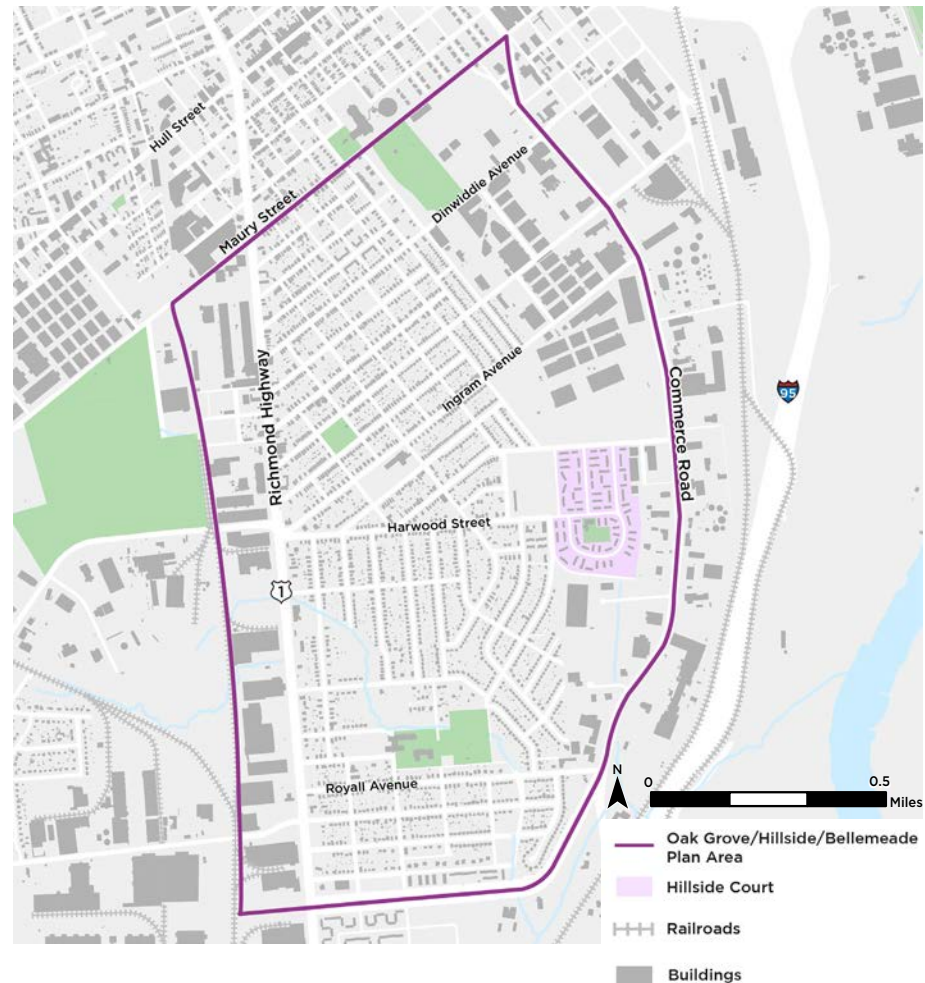 Hull Street
Maury Street
Dinwiddie Avenue
Richmond Highway
Ingram Avenue
Commerce Road
95
Harwood Street
1
Royall Avenue
N
0 0.5
Miles
Oak Grove/Hillside/Bellemeade
Plan Area
Hillside Court
Railroads
Buildings